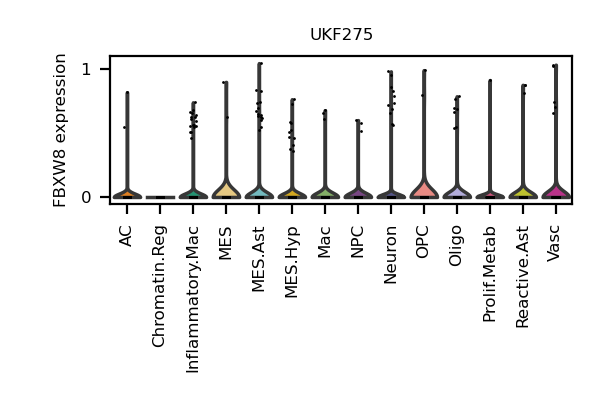 UKF275
FBXW8 expression
1
0
AC
Chromatin.Reg
Inflammatory.Mac
MES
MES.Ast
MES.Hyp
Mac
NPC
Neuron
OPC
Oligo
Prolif.Metab
Reactive.Ast
Vasc